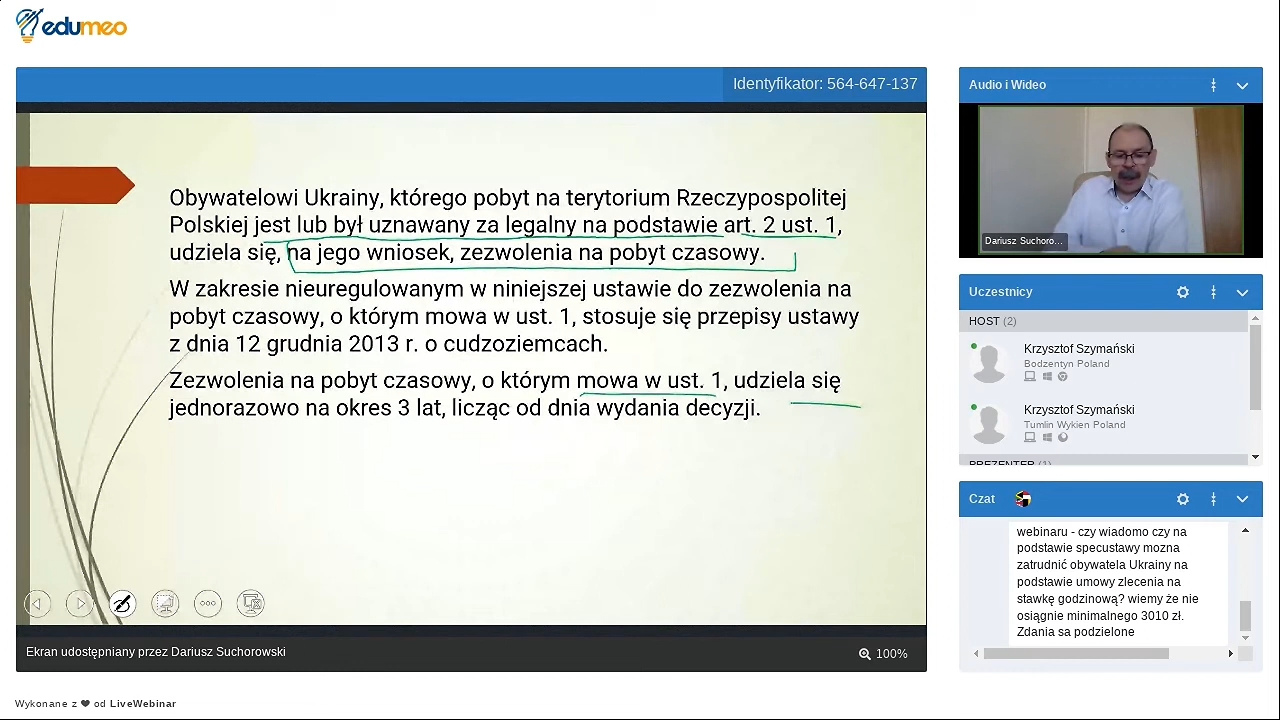 edumeo
Identyfikator: 564-647-137
Obywatelowi Ukrainy, którego pobyt na terytorium Rzeczypospolitej
Polskiej jest lub był uznawany za legalny na podstawie art. 2 ust. 1,
udziela się, na jego wniosek, zezwolenia na pobyt czasowy.
W zakresie nieuregulowanym w niniejszej ustawie do zezwolenia na
pobyt czasowy, o którym mowa w ust. 1, stosuje się przepisy ustawy
z dnia 12 grudnia 2013 r. o cudzoziemcach.
Zezwolenia na pobyt czasowy, o którym mowa w ust. 1, udziela się
jednorazowo na okres 3 lat, licząc od dnia wydania decyzji.
Ekran udostępniany przez Dariusz Suchorowski
100%
Audio i Wideo
Dariusz Suchoro...
Uczestnicy
HOST (2)
Krzysztof Szymański
Bodzentyn Poland
Krzysztof Szymański
Tumlin Wykien Poland
PREZENTER (1)
Czat
webinaru - czy wiadomo czy na
podstawie specustawy mozna
zatrudnić obywatela Ukrainy na
podstawie umowy zlecenia na
stawkę godzinową? wiemy że nie
osiągnie minimalnego 3010 zł.
Zdania sa podzielone
Wykonane z ❤ od LiveWebinar